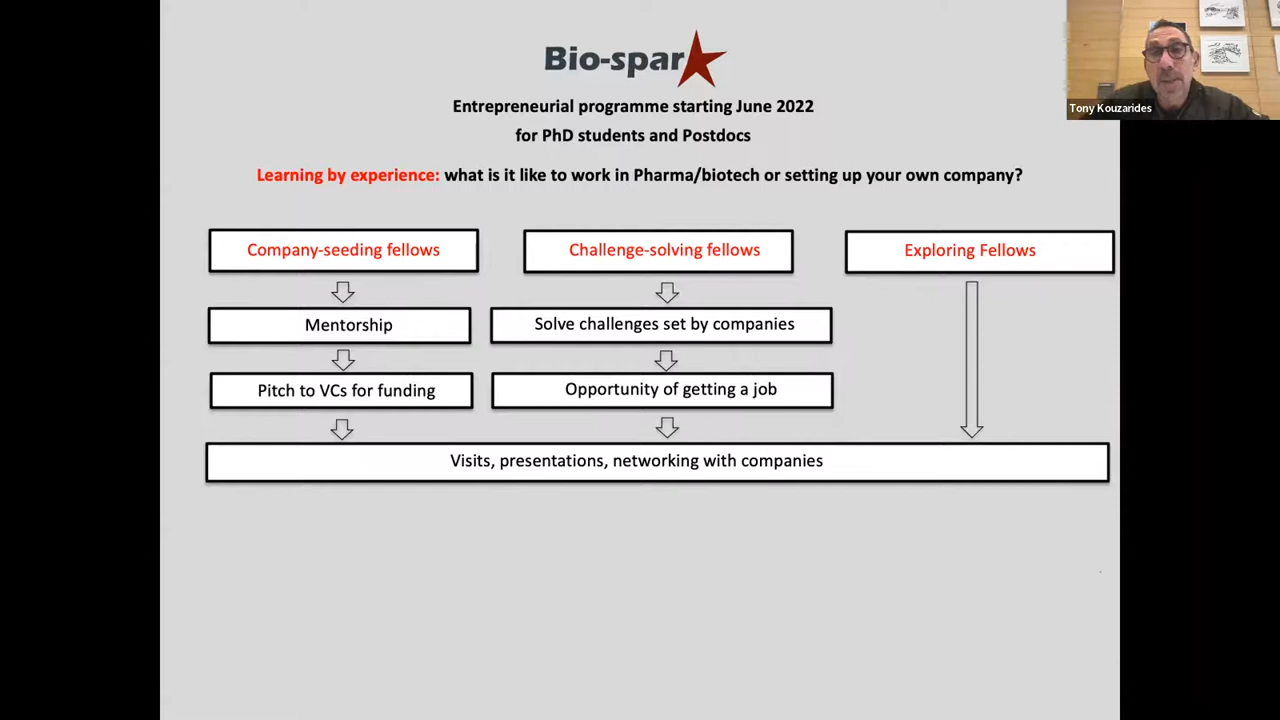 Bio-spar
Entrepreneurial programme starting June 2022
for PhD students and Postdocs
Learning by experience: what is it like to work in Pharma/biotech or setting up your own company?
Company-seeding fellows
Challenge-solving fellows
Exploring Fellows
Mentorship
Solve challenges set by companies
Pitch to VCs for funding
Opportunity of getting a job
Visits, presentations, networking with companies
Tony Kouzarides